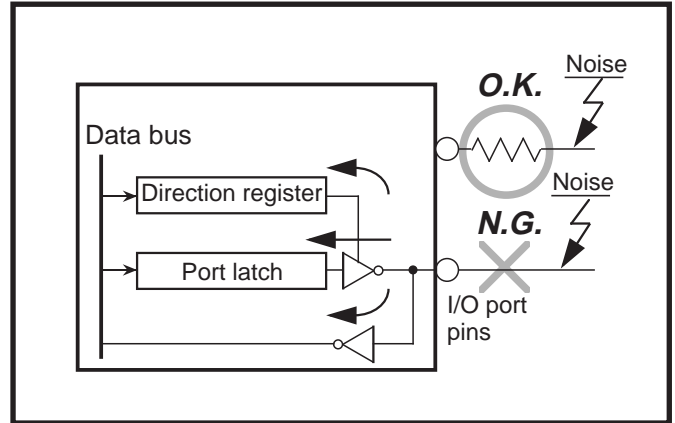 Noise
O.K.
Data bus
Direction register
Noise
N.G.
Port latch
I/O port
pins